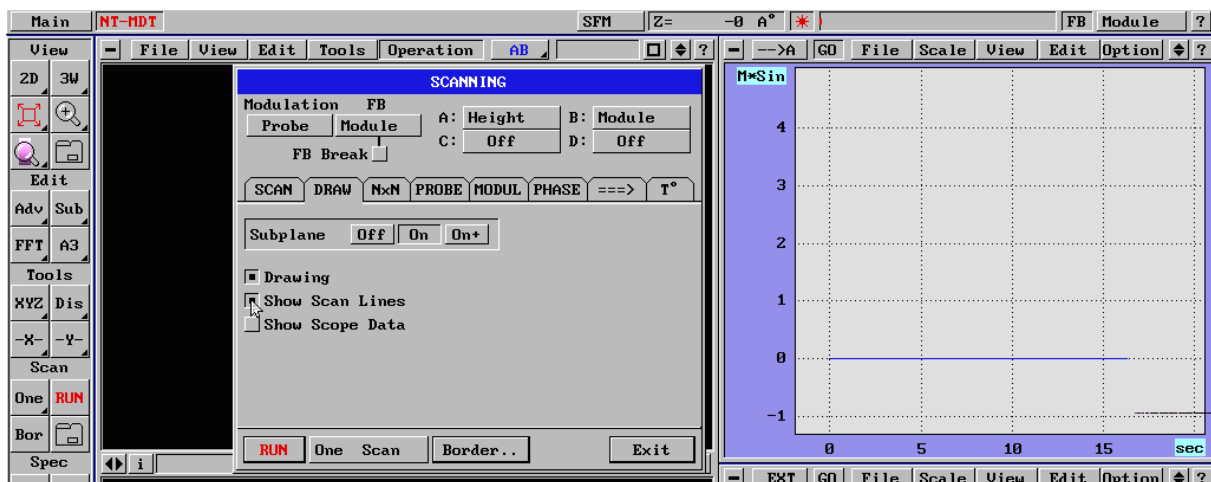 Main NT-MDT SFM Z= -0 A° FB Module ?
View
File View Edit Tools Operation AB ?
-->A GO File Scale View Edit Option ?
2D 3W
Edit
Adv Sub
FFT A3
Tools
XYZ Dis
-X- -Y-
Scan
One RUN
Bor
Spec
SCANNING
Modulation FB
Probe Module
FB Break
A: Height B: Module
C: Off D: Off
SCAN DRAW NxN PROBE MODUL PHASE ===> T°
Subplane Off On On+
Drawing
Show Scan Lines
Show Scope Data
RUN One Scan Border.. Exit
i
M*Sin
4
3
2
1
0
-1
0 5 10 15 sec
EXT GO File Scale View Edit Option ?